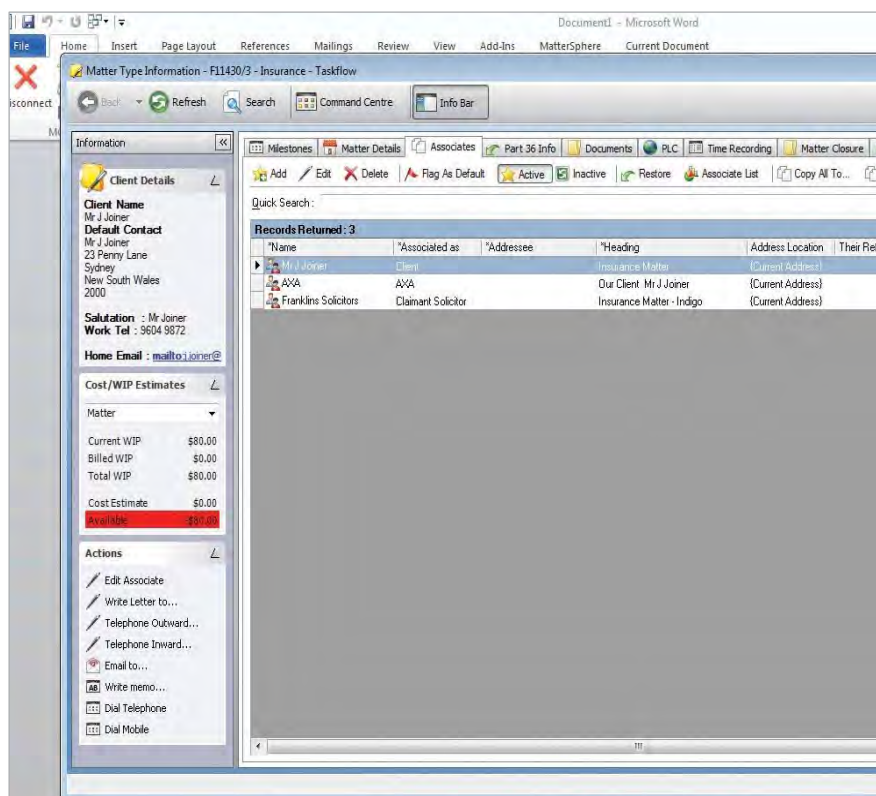 Document1 - Microsoft Word
File Home Insert Page Layout References Mailings Review View Add-Ins MatterSphere Current Document
isconnect
Matter Type Information - F11430/3 - Insurance - Taskflow
Back Refresh Search Command Centre Info Bar
Information
Client Details
Client Name
Mr J Joiner
Default Contact
Mr J Joiner
23 Penny Lane
Sydney
New South Wales
2000
Salutation : Mr Joiner
Work Tel : 9604 9872
Home Email : mailto:j.joiner@
Cost/WIP Estimates
Matter
Current WIP $80.00
Billed WIP $0.00
Total WIP $80.00
Cost Estimate $0.00
Available -$80.00
Actions
Edit Associate
Write Letter to...
Telephone Outward...
Telephone Inward...
Email to...
Write memo...
Dial Telephone
Dial Mobile
Milestones Matter Details Associates Part 36 Info Documents PLC Time Recording Matter Closure
Add Edit Delete Flag As Default Active Inactive Restore Associate List Copy All To...
Quick Search :
Records Returned: 3
*Name *Associated as *Addressee *Heading Address Location Their Ref
Mr J Joiner Client Insurance Matter (Current Address)
AXA AXA Our Client Mr J Joiner (Current Address)
Franklins Solicitors Claimant Solicitor Insurance Matter - Indigo (Current Address)